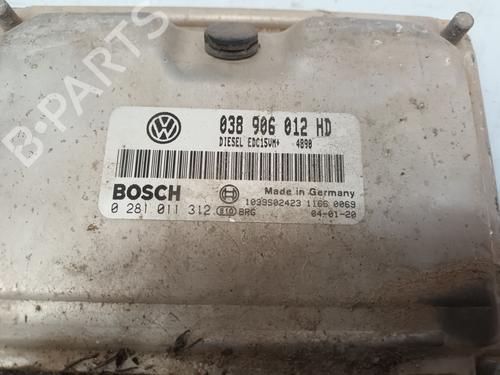 B-PARTS
038 906 012 HD
DIESEL EDC15VM+ 4890
BOSCH
Made in Germany
0 281 011 312 810 BRG
1039S02423 1166 0069
04-01-20